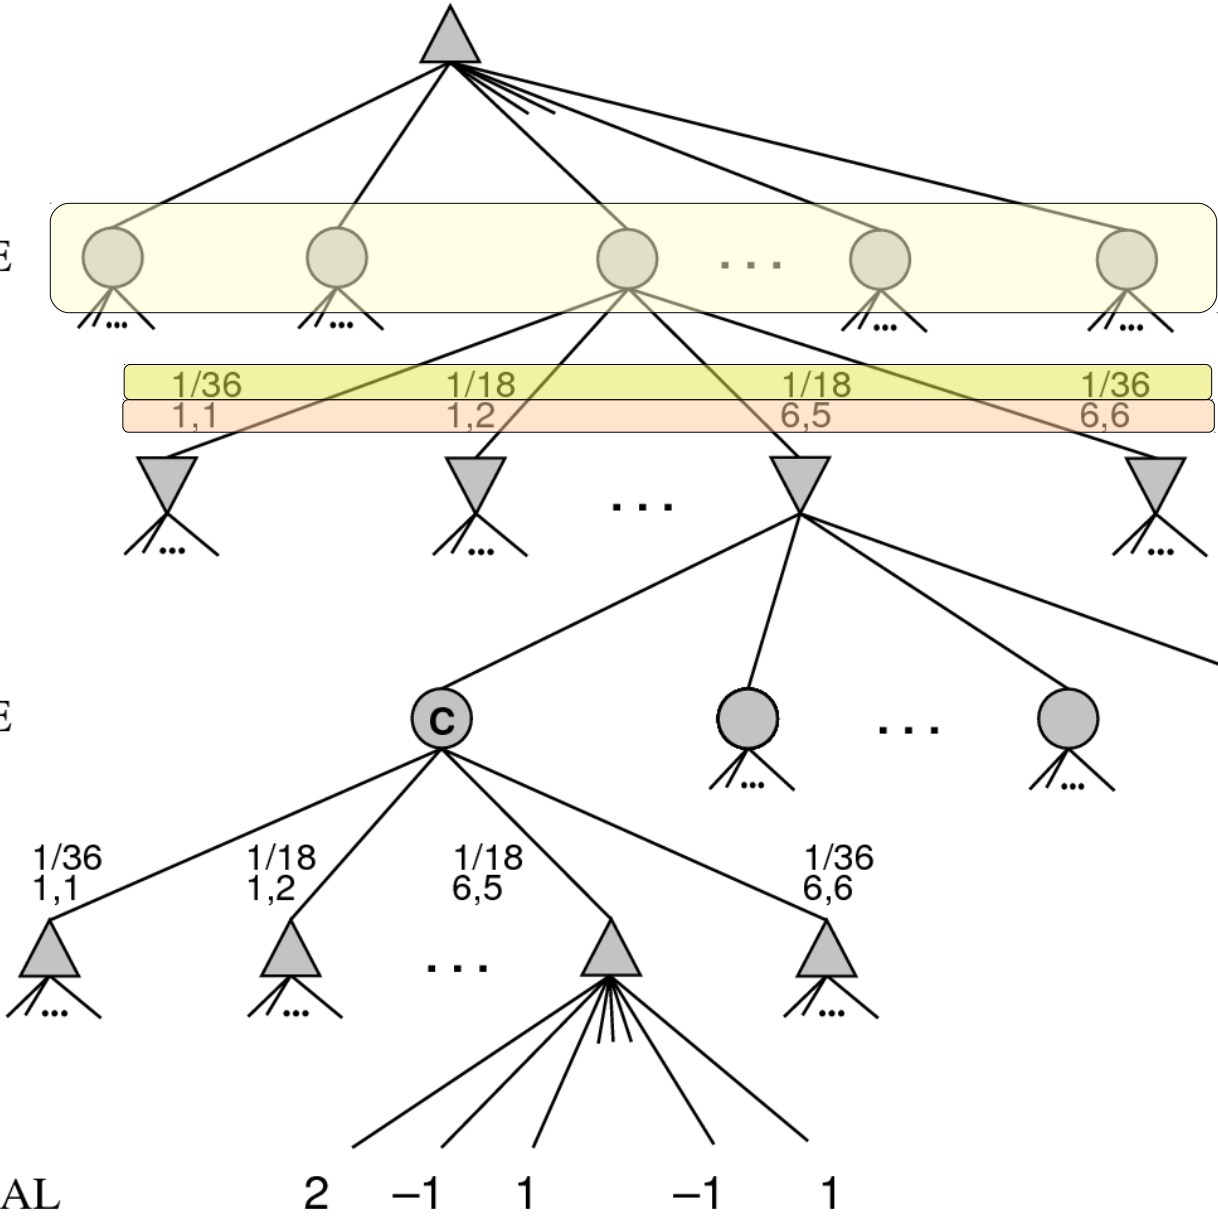 E
...
... ... ... ...
1/36 1/18 1/18 1/36
1,1 1,2 6,5 6,6
...
... ... ...
E
C ...
... ...
1/36 1/18 1/18 1/36
1,1 1,2 6,5 6,6
...
... ... ...
AL 2 –1 1 –1 1